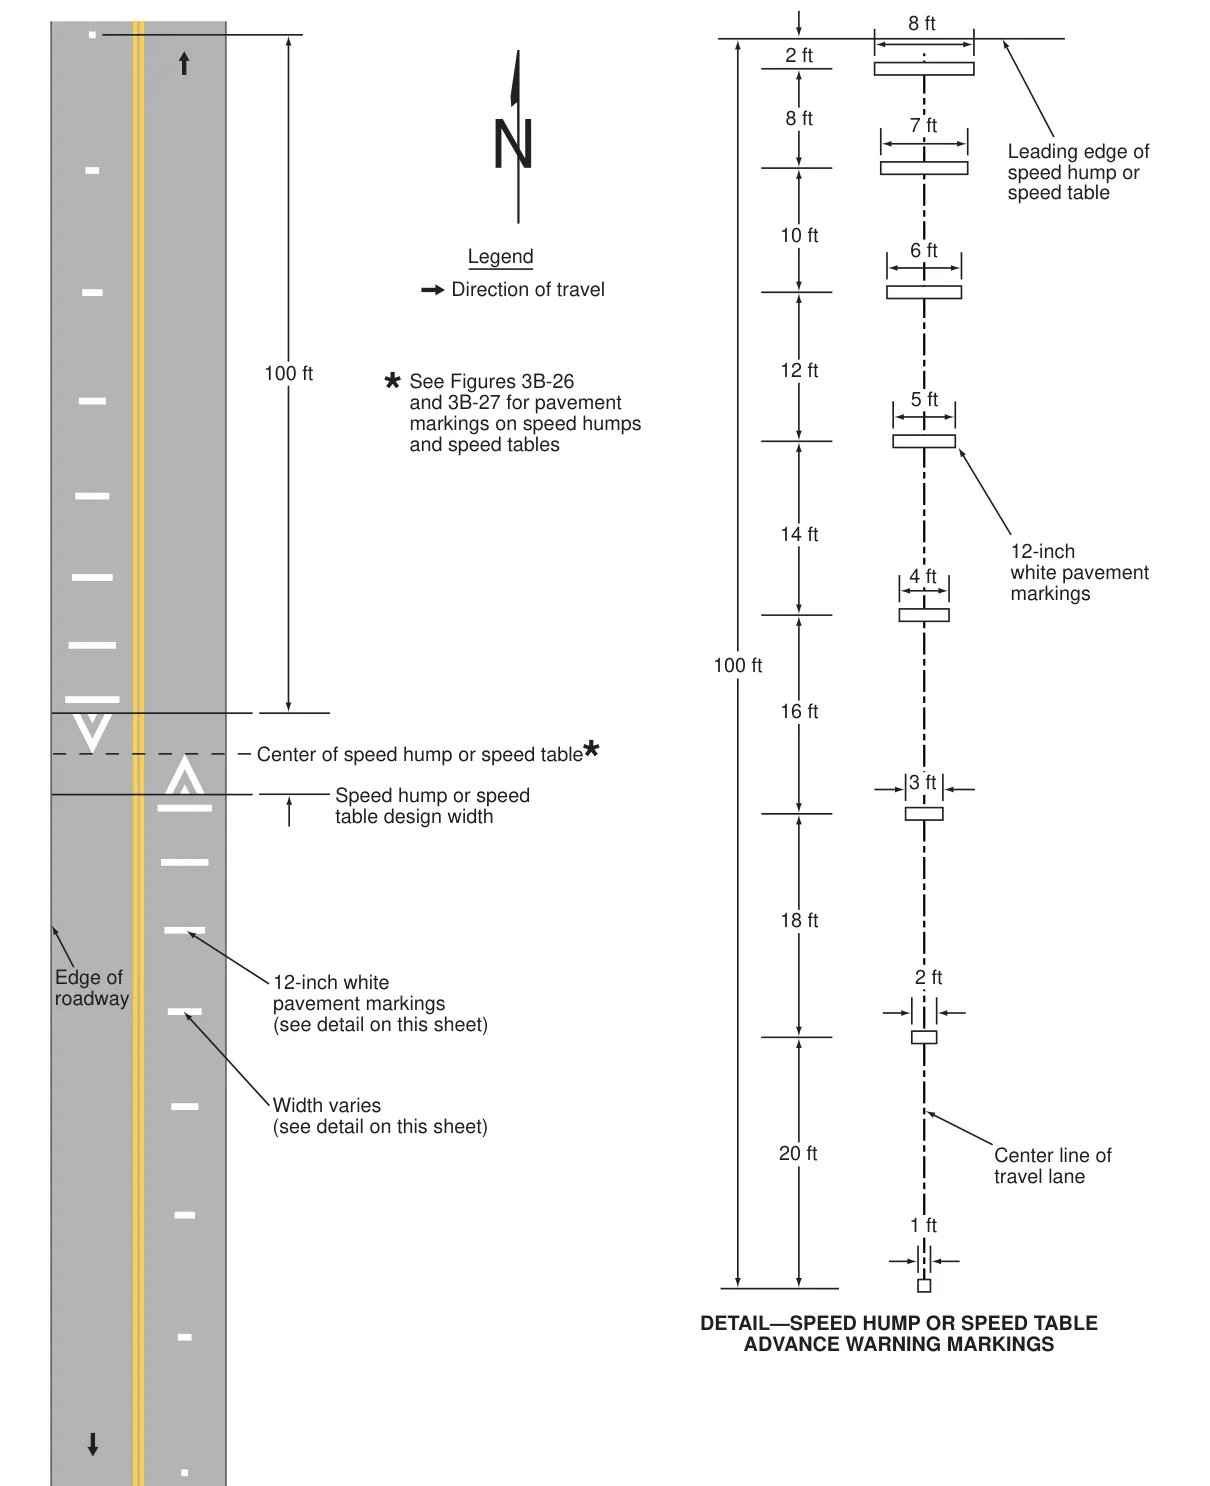 N
Legend
Direction of travel
* See Figures 3B-26
and 3B-27 for pavement
markings on speed humps
and speed tables
100 ft
Center of speed hump or speed table*
Speed hump or speed
table design width
Edge of
roadway
12-inch white
pavement markings
(see detail on this sheet)
Width varies
(see detail on this sheet)
8 ft
2 ft
8 ft
7 ft
Leading edge of
speed hump or
speed table
10 ft
6 ft
12 ft
5 ft
14 ft
12-inch
white pavement
markings
4 ft
100 ft
16 ft
3 ft
18 ft
2 ft
20 ft
Center line of
travel lane
1 ft
DETAIL—SPEED HUMP OR SPEED TABLE
ADVANCE WARNING MARKINGS